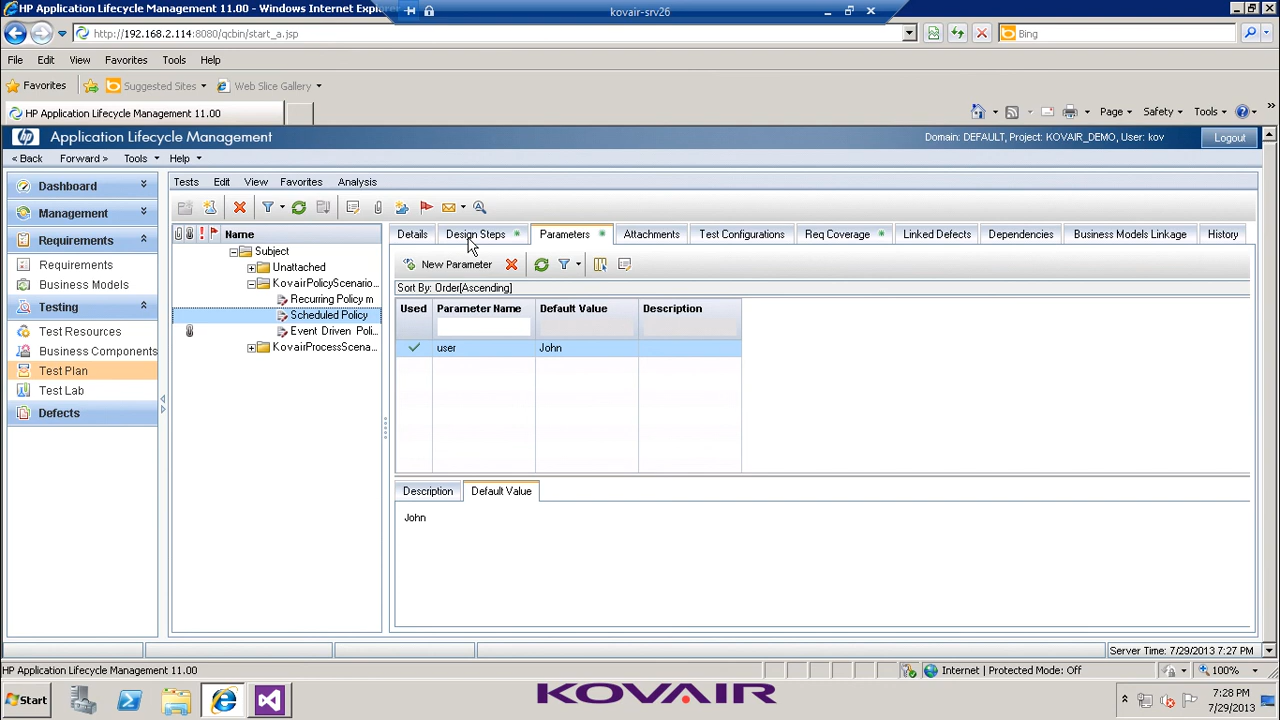 HP Application Lifecycle Management 11.00 - Windows Internet Explorer
kovair-srv26
http://192.168.2.114:8080/qcbin/start_a.jsp
Bing
File Edit View Favorites Tools Help
Favorites Suggested Sites Web Slice Gallery
HP Application Lifecycle Management 11.00
Page Safety Tools
hp Application Lifecycle Management
Domain: DEFAULT, Project: KOVAIR_DEMO, User: kov
Logout
< Back Forward > Tools Help
Dashboard
Management
Requirements
Requirements
Business Models
Testing
Test Resources
Business Components
Test Plan
Test Lab
Defects
Tests Edit View Favorites Analysis
Name
Subject
Unattached
KovairPolicyScenario...
Recurring Policy m
Scheduled Policy
Event Driven Poli...
KovairProcessScena...
Details Design Steps * Parameters * Attachments Test Configurations Req Coverage * Linked Defects Dependencies Business Models Linkage History
New Parameter
Sort By: Order[Ascending]
Used Parameter Name Default Value Description
user John
Description Default Value
John
Server Time: 7/29/2013 7:27 PM
HP Application Lifecycle Management 11.00
Internet | Protected Mode: Off
100%
Start
KOVAIR
7:28 PM
7/29/2013